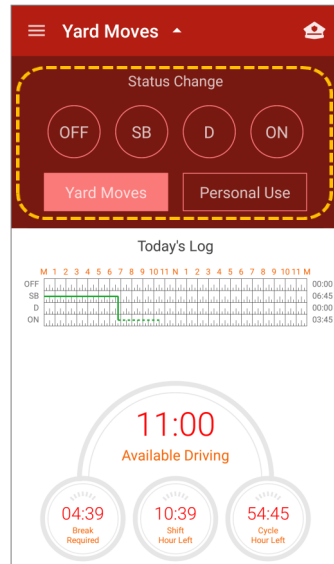 Yard Moves
Status Change
OFF SB D ON
Yard Moves Personal Use
Today's Log
M 1 2 3 4 5 6 7 8 9 10 11 N 1 2 3 4 5 6 7 8 9 10 11 M
OFF 00:00
SB 06:45
D 00:00
ON 03:45
11:00
Available Driving
04:39 10:39 54:45
Break Shift Cycle
Required Hour Left Hour Left